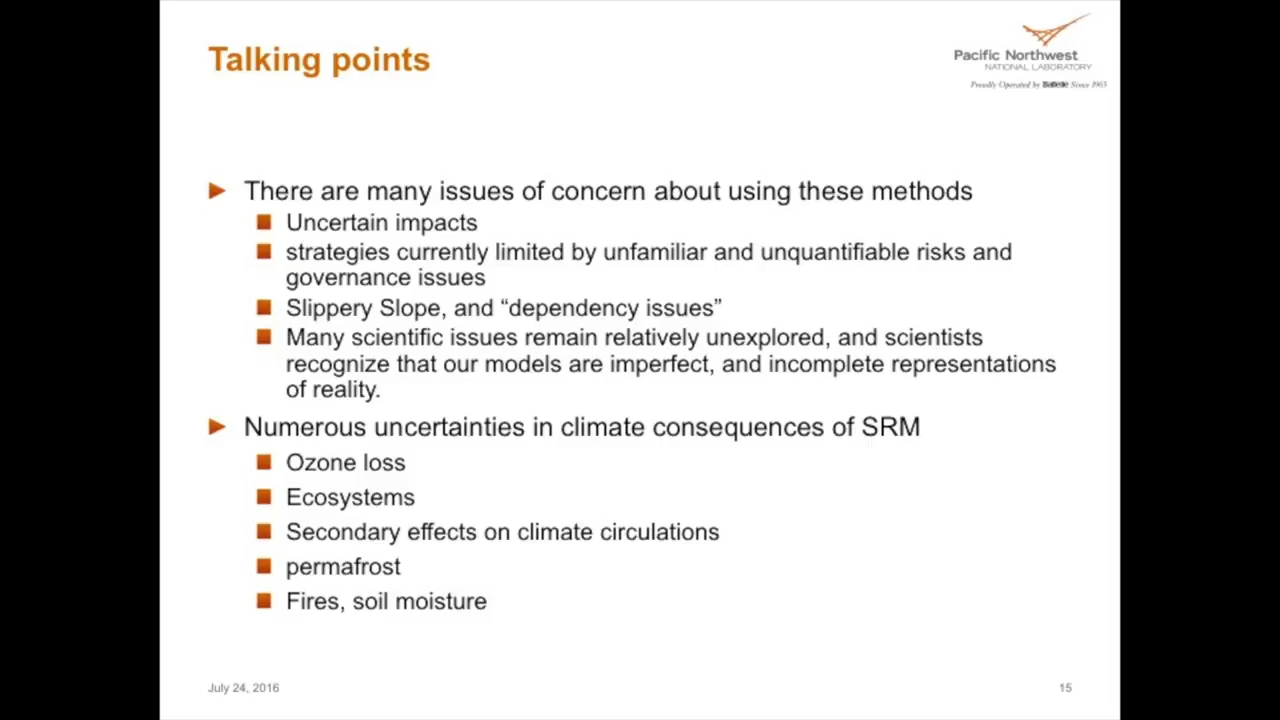 Talking points
Pacific Northwest
NATIONAL LABORATORY
Proudly Operated by Battelle Since 1965
There are many issues of concern about using these methods
Uncertain impacts
strategies currently limited by unfamiliar and unquantifiable risks and
governance issues
Slippery Slope, and “dependency issues”
Many scientific issues remain relatively unexplored, and scientists
recognize that our models are imperfect, and incomplete representations
of reality.
Numerous uncertainties in climate consequences of SRM
Ozone loss
Ecosystems
Secondary effects on climate circulations
permafrost
Fires, soil moisture
July 24, 2016
15